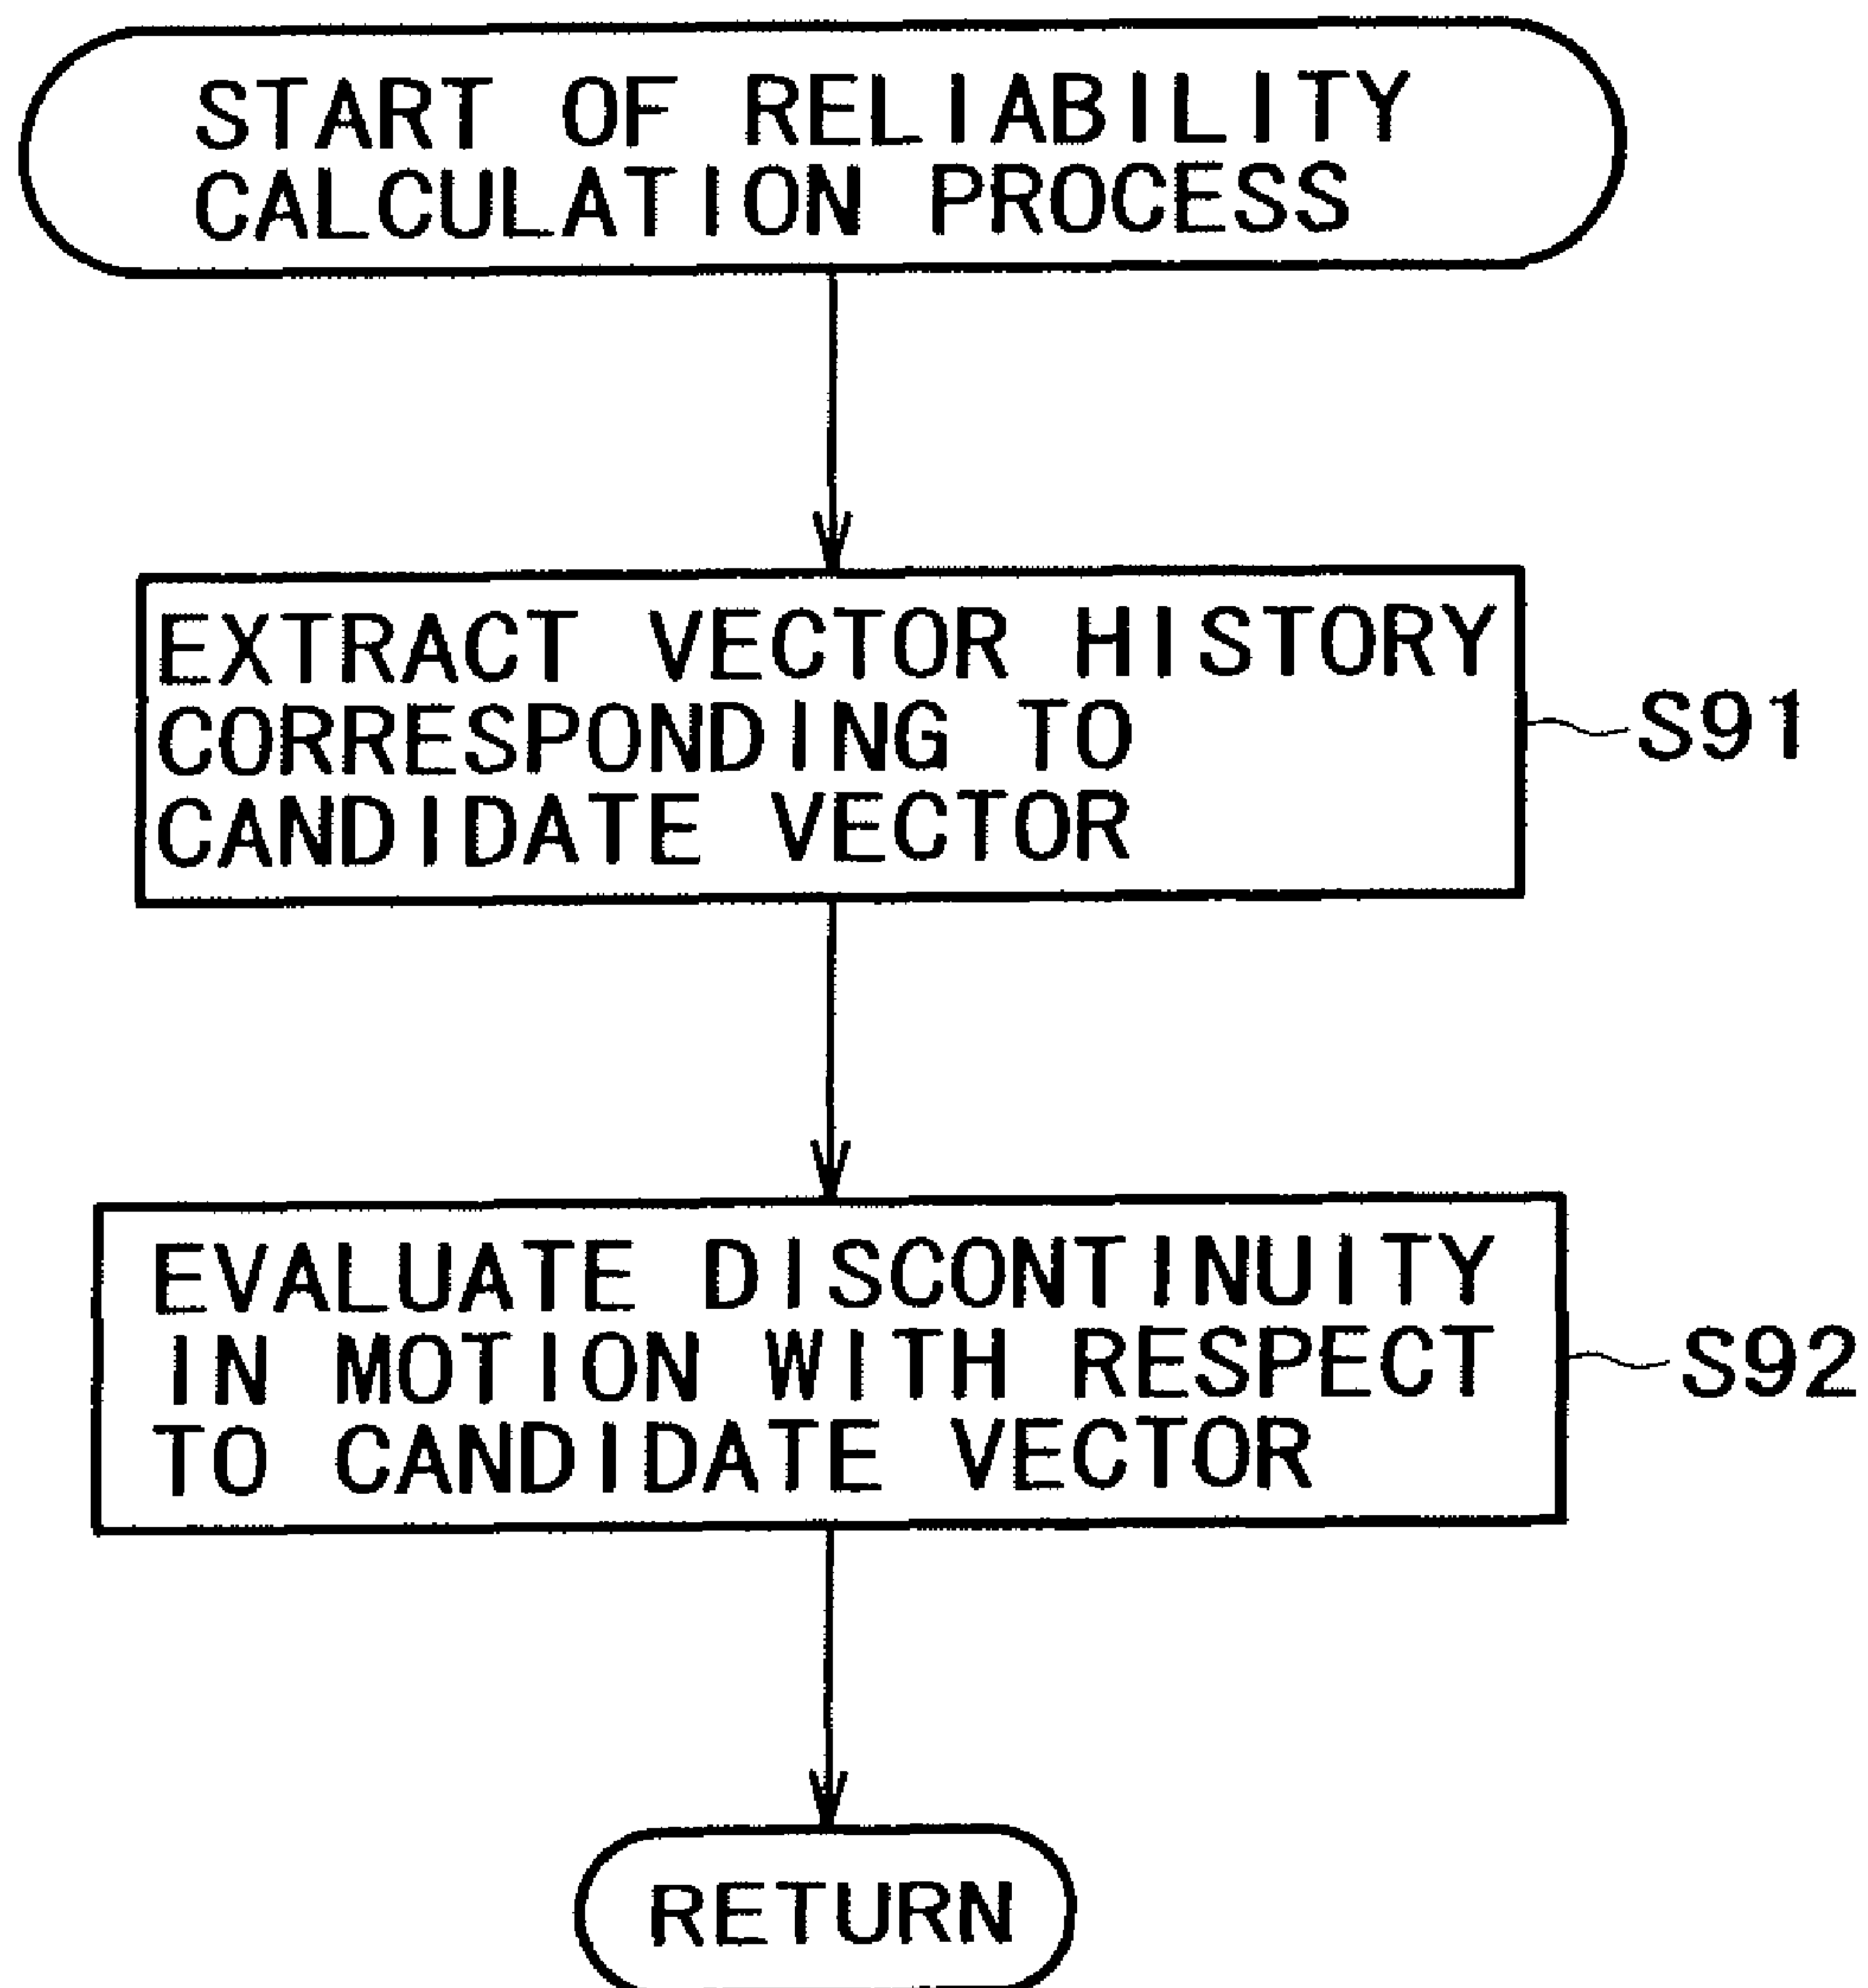 START OF RELIABILITY
CALCULATION PROCESS
EXTRACT VECTOR HISTORY
CORRESPONDING TO
CANDIDATE VECTOR
S91
EVALUATE DISCONTINUITY
IN MOTION WITH RESPECT
TO CANDIDATE VECTOR
S92
RETURN